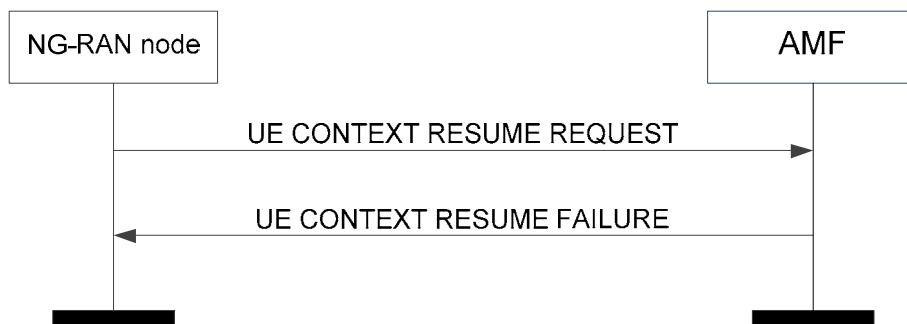 NG-RAN node
AMF
UE CONTEXT RESUME REQUEST
UE CONTEXT RESUME FAILURE